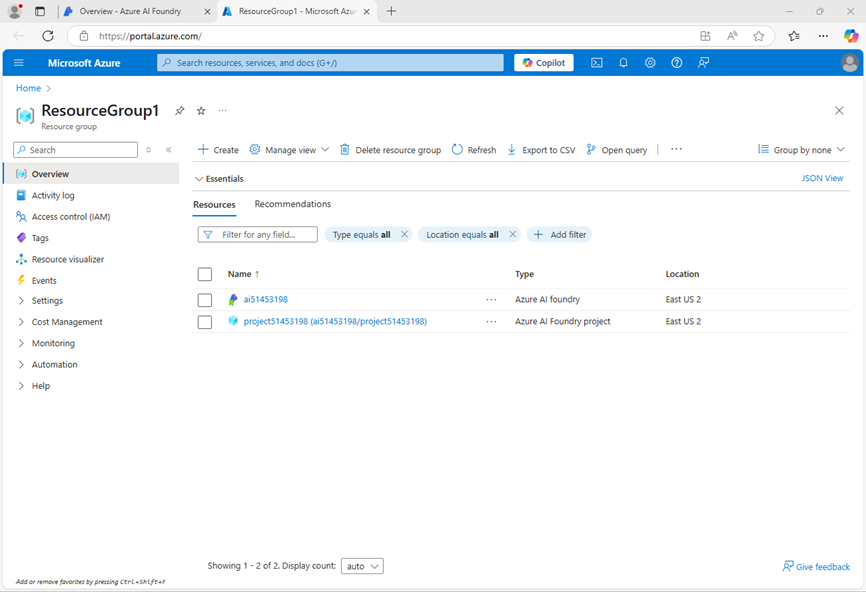 Overview - Azure AI Foundry
ResourceGroup1 - Microsoft Azu
https://portal.azure.com/
Microsoft Azure
Search resources, services, and docs (G+/)
Copilot
Home
ResourceGroup1
Resource group
Search
Create
Manage view
Delete resource group
Refresh
Export to CSV
Open query
Group by none
Overview
Activity log
Access control (IAM)
Tags
Resource visualizer
Events
Settings
Cost Management
Monitoring
Automation
Help
Essentials
JSON View
Resources
Recommendations
Filter for any field...
Type equals all
Location equals all
Add filter
Name ↑ Type Location
ai51453198 Azure AI foundry East US 2
project51453198 (ai51453198/project51453198) Azure AI Foundry project East US 2
Showing 1 - 2 of 2. Display count: auto
Give feedback
Add or remove favorites by pressing Ctrl+Shift+F